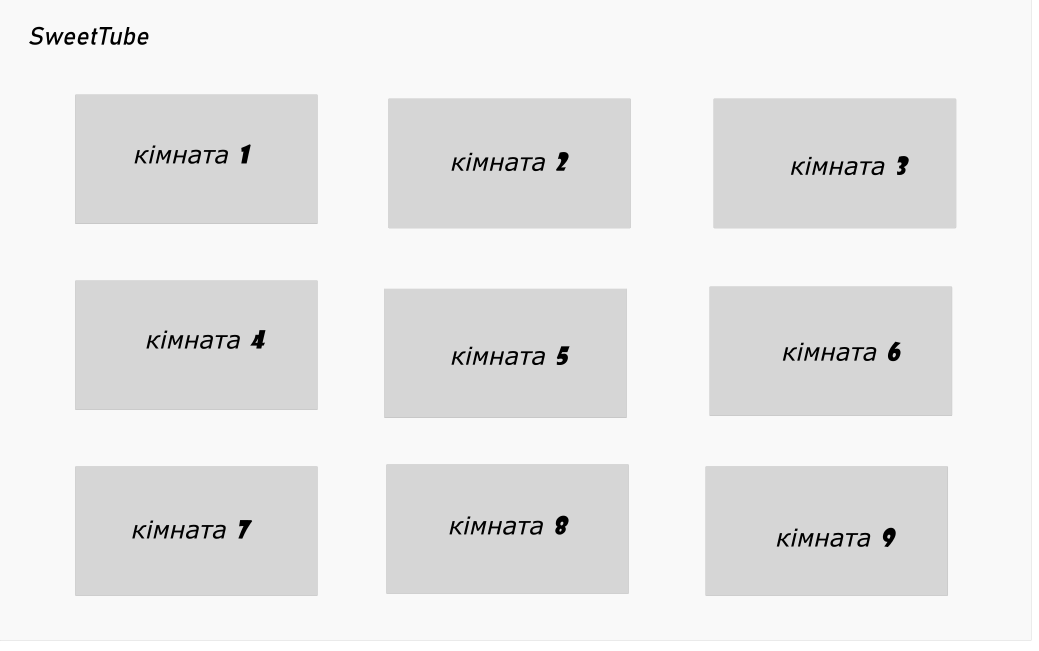 SweetTube
кімната 1
кімната 2
кімната 3
кімната 4
кімната 5
кімната 6
кімната 7
кімната 8
кімната 9